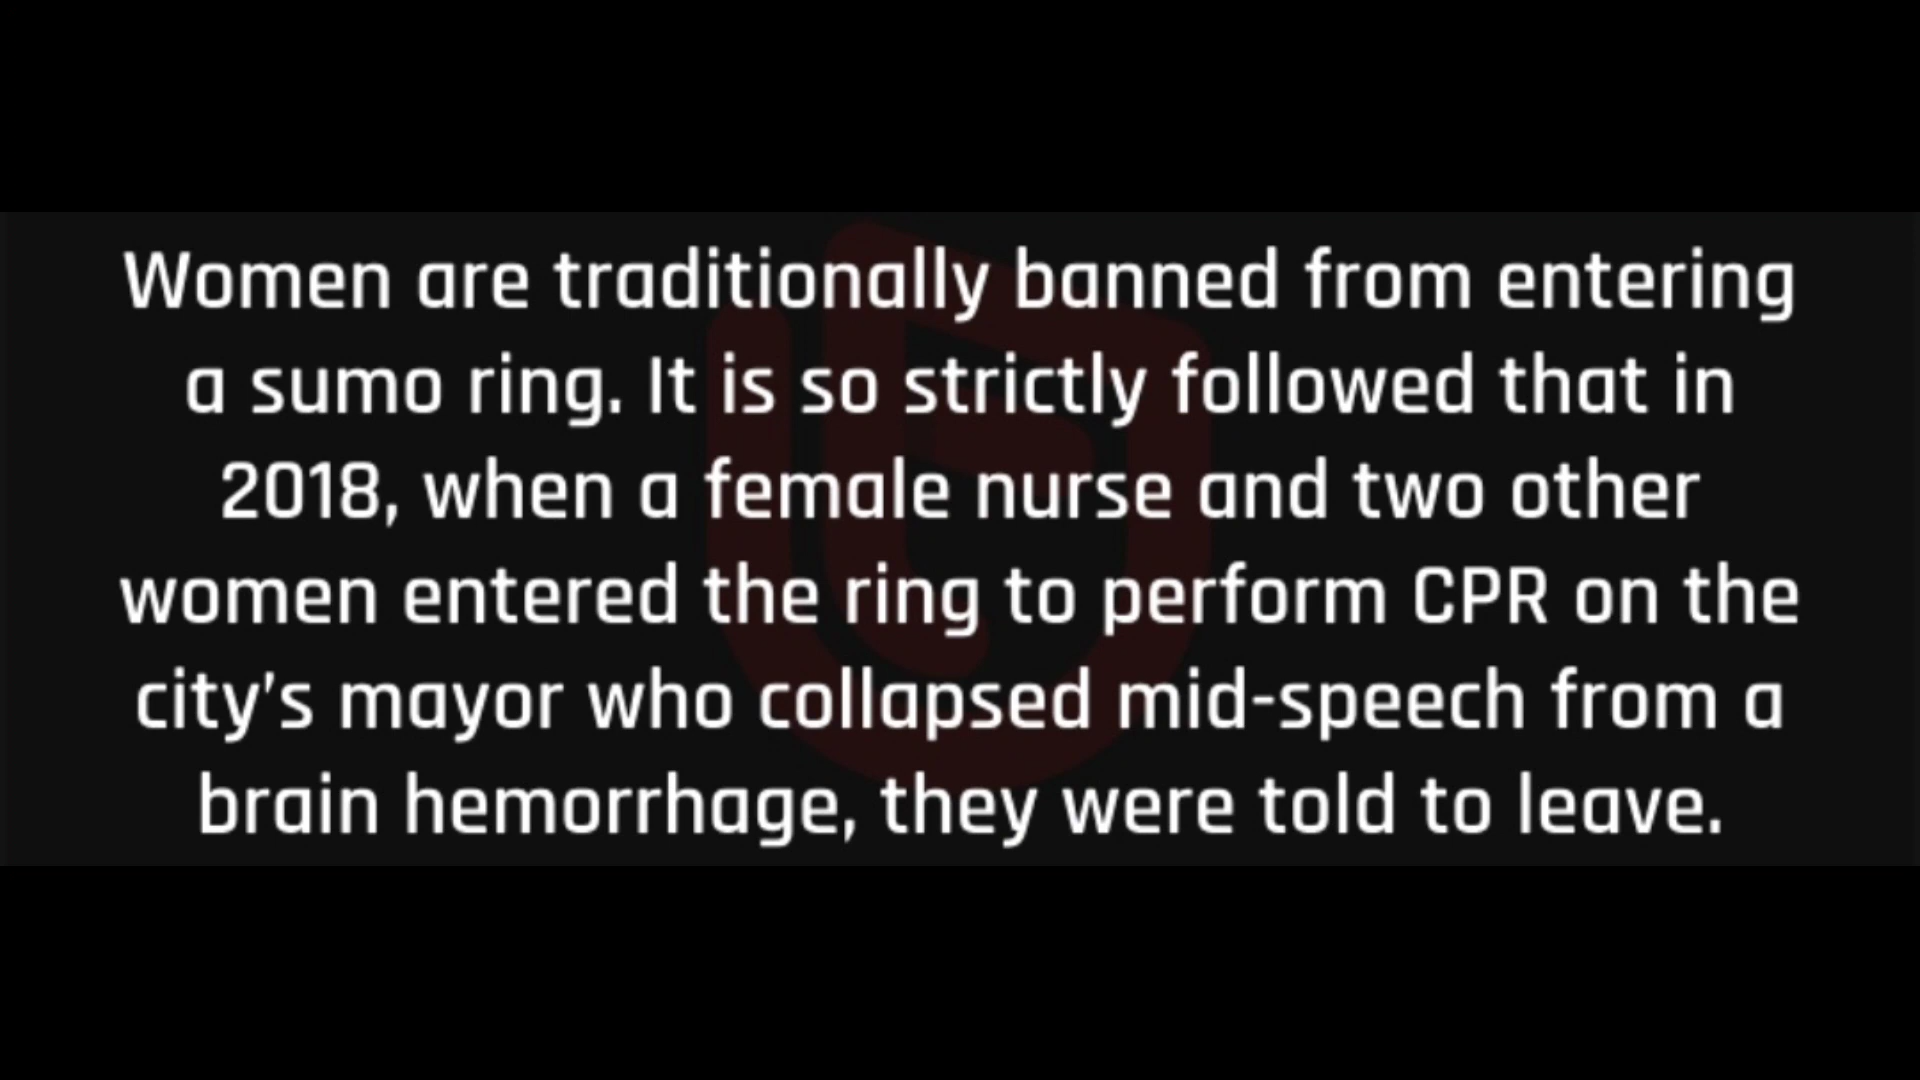 Women are traditionally banned from entering
a sumo ring. It is so strictly followed that in
2018, when a female nurse and two other
women entered the ring to perform CPR on the
city's mayor who collapsed mid-speech from a
brain hemorrhage, they were told to leave.